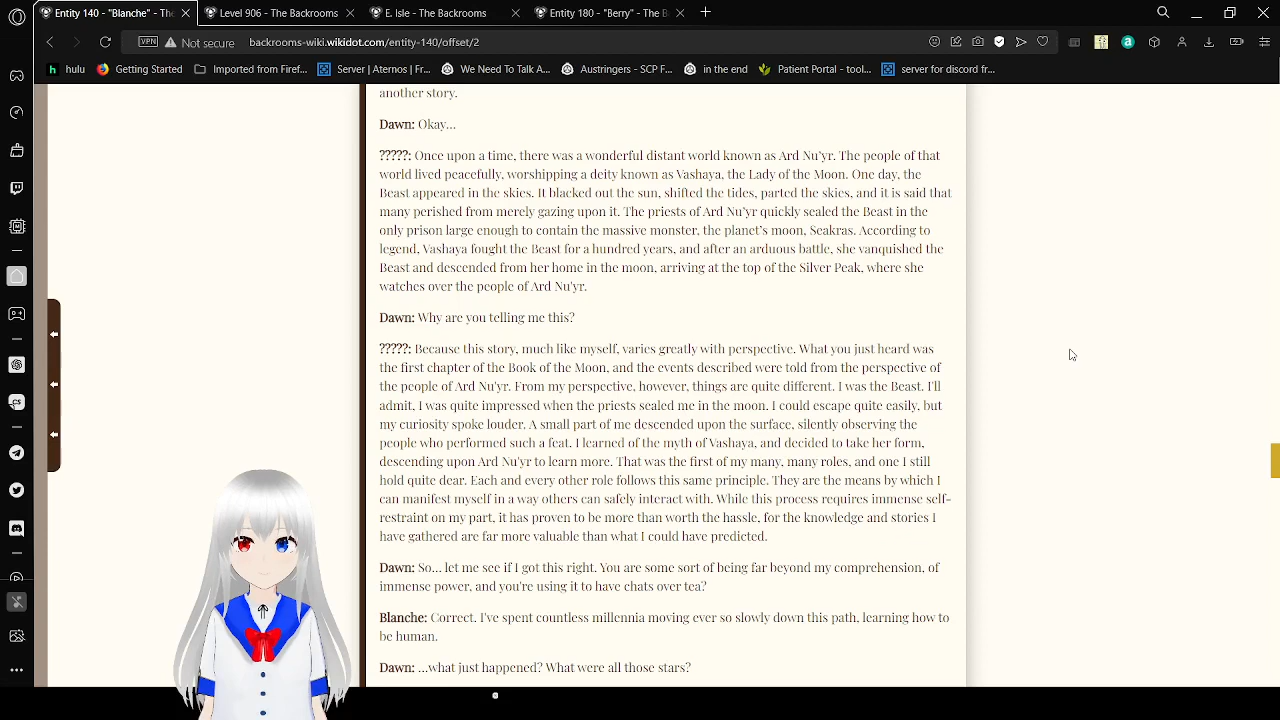 Entity 140 - "Blanche" - The
Level 906 - The Backrooms
E. Isle - The Backrooms
Entity 180 - "Berry" - The B
VPN
Not secure
backrooms-wiki.wikidot.com/entity-140/offset/2
hulu
Getting Started
Imported from Firef...
Server | Aternos | Fr...
We Need To Talk A...
Austringers - SCP F...
in the end
Patient Portal - tool...
server for discord fr...
another story.
Dawn: Okay...
?????: Once upon a time, there was a wonderful distant world known as Ard Nu'yr. The people of that
world lived peacefully, worshipping a deity known as Vashaya, the Lady of the Moon. One day, the
Beast appeared in the skies. It blacked out the sun, shifted the tides, parted the skies, and it is said that
many perished from merely gazing upon it. The priests of Ard Nu'yr quickly sealed the Beast in the
only prison large enough to contain the massive monster, the planet's moon, Seakras. According to
legend, Vashaya fought the Beast for a hundred years, and after an arduous battle, she vanquished the
Beast and descended from her home in the moon, arriving at the top of the Silver Peak, where she
watches over the people of Ard Nu'yr.
Dawn: Why are you telling me this?
?????: Because this story, much like myself, varies greatly with perspective. What you just heard was
the first chapter of the Book of the Moon, and the events described were told from the perspective of
the people of Ard Nu'yr. From my perspective, however, things are quite different. I was the Beast. I'll
admit, I was quite impressed when the priests sealed me in the moon. I could escape quite easily, but
my curiosity spoke louder. A small part of me descended upon the surface, silently observing the
people who performed such a feat. I learned of the myth of Vashaya, and decided to take her form,
descending upon Ard Nu'yr to learn more. That was the first of my many, many roles, and one I still
hold quite dear. Each and every other role follows this same principle. They are the means by which I
can manifest myself in a way others can safely interact with. While this process requires immense self-
restraint on my part, it has proven to be more than worth the hassle, for the knowledge and stories I
have gathered are far more valuable than what I could have predicted.
Dawn: So... let me see if I got this right. You are some sort of being far beyond my comprehension, of
immense power, and you're using it to have chats over tea?
Blanche: Correct. I've spent countless millennia moving ever so slowly down this path, learning how to
be human.
Dawn: ...what just happened? What were all those stars?